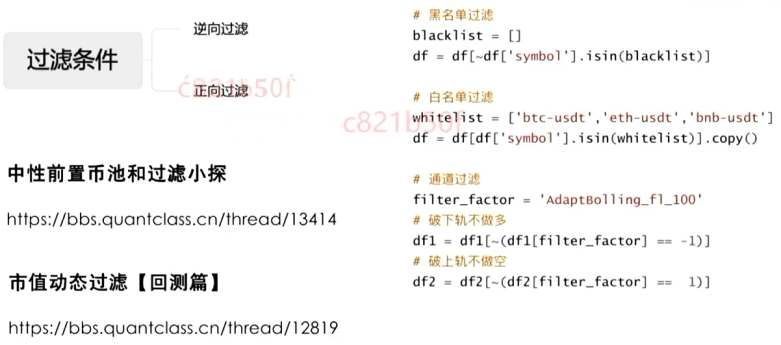 过滤条件
逆向过滤
正向过滤
c821b50f
中性前置币池和过滤小探
https://bbs.quantclass.cn/thread/13414
市值动态过滤【回测篇】
https://bbs.quantclass.cn/thread/12819
# 黑名单过滤
blacklist = []
df = df[~df['symbol'].isin(blacklist)]
c821b50f
# 白名单过滤
whitelist = ['btc-usdt','eth-usdt','bnb-usdt']
df = df[df['symbol'].isin(whitelist)].copy()
# 通道过滤
filter_factor = 'AdaptBolling_fl_100'
# 破下轨不做多
df1 = df1[~(df1[filter_factor] == -1)]
# 破上轨不做空
df2 = df2[~(df2[filter_factor] ==  1)]